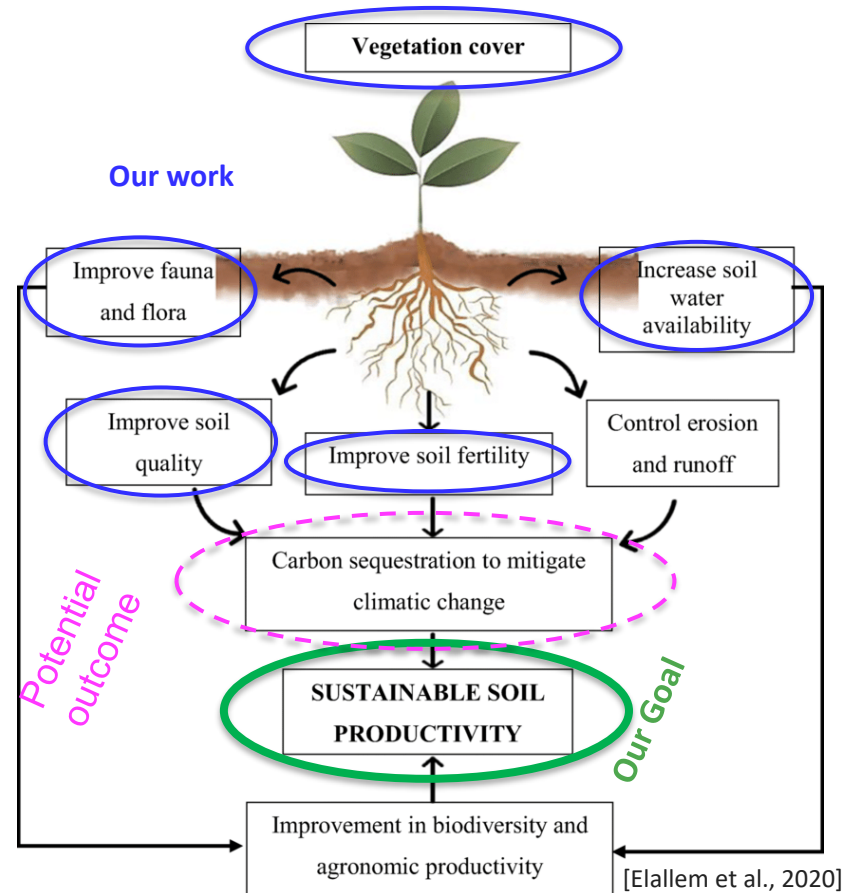 Vegetation cover
Our work
Improve fauna
and flora
Increase soil
water
availability
Improve soil
quality
Improve soil fertility
Control erosion
and runoff
Carbon sequestration to mitigate
climatic change
Potential
outcome
SUSTAINABLE SOIL
PRODUCTIVITY
Our Goal
Improvement in biodiversity and
agronomic productivity
[Elallem et al., 2020]